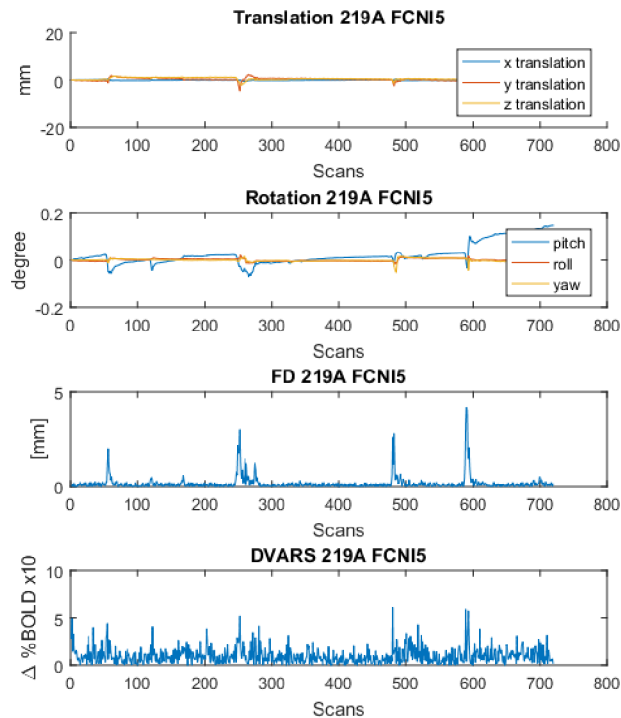 Translation 219A FCNI5
20
0
-20
mm
x translation
y translation
z translation
0 100 200 300 400 500 600 700 800
Scans
Rotation 219A FCNI5
0.2
0
-0.2
degree
pitch
roll
yaw
0 100 200 300 400 500 600 700 800
Scans
FD 219A FCNI5
5
0
[mm]
0 100 200 300 400 500 600 700 800
Scans
DVARS 219A FCNI5
10
5
0
Δ %BOLD x10
0 100 200 300 400 500 600 700 800
Scans